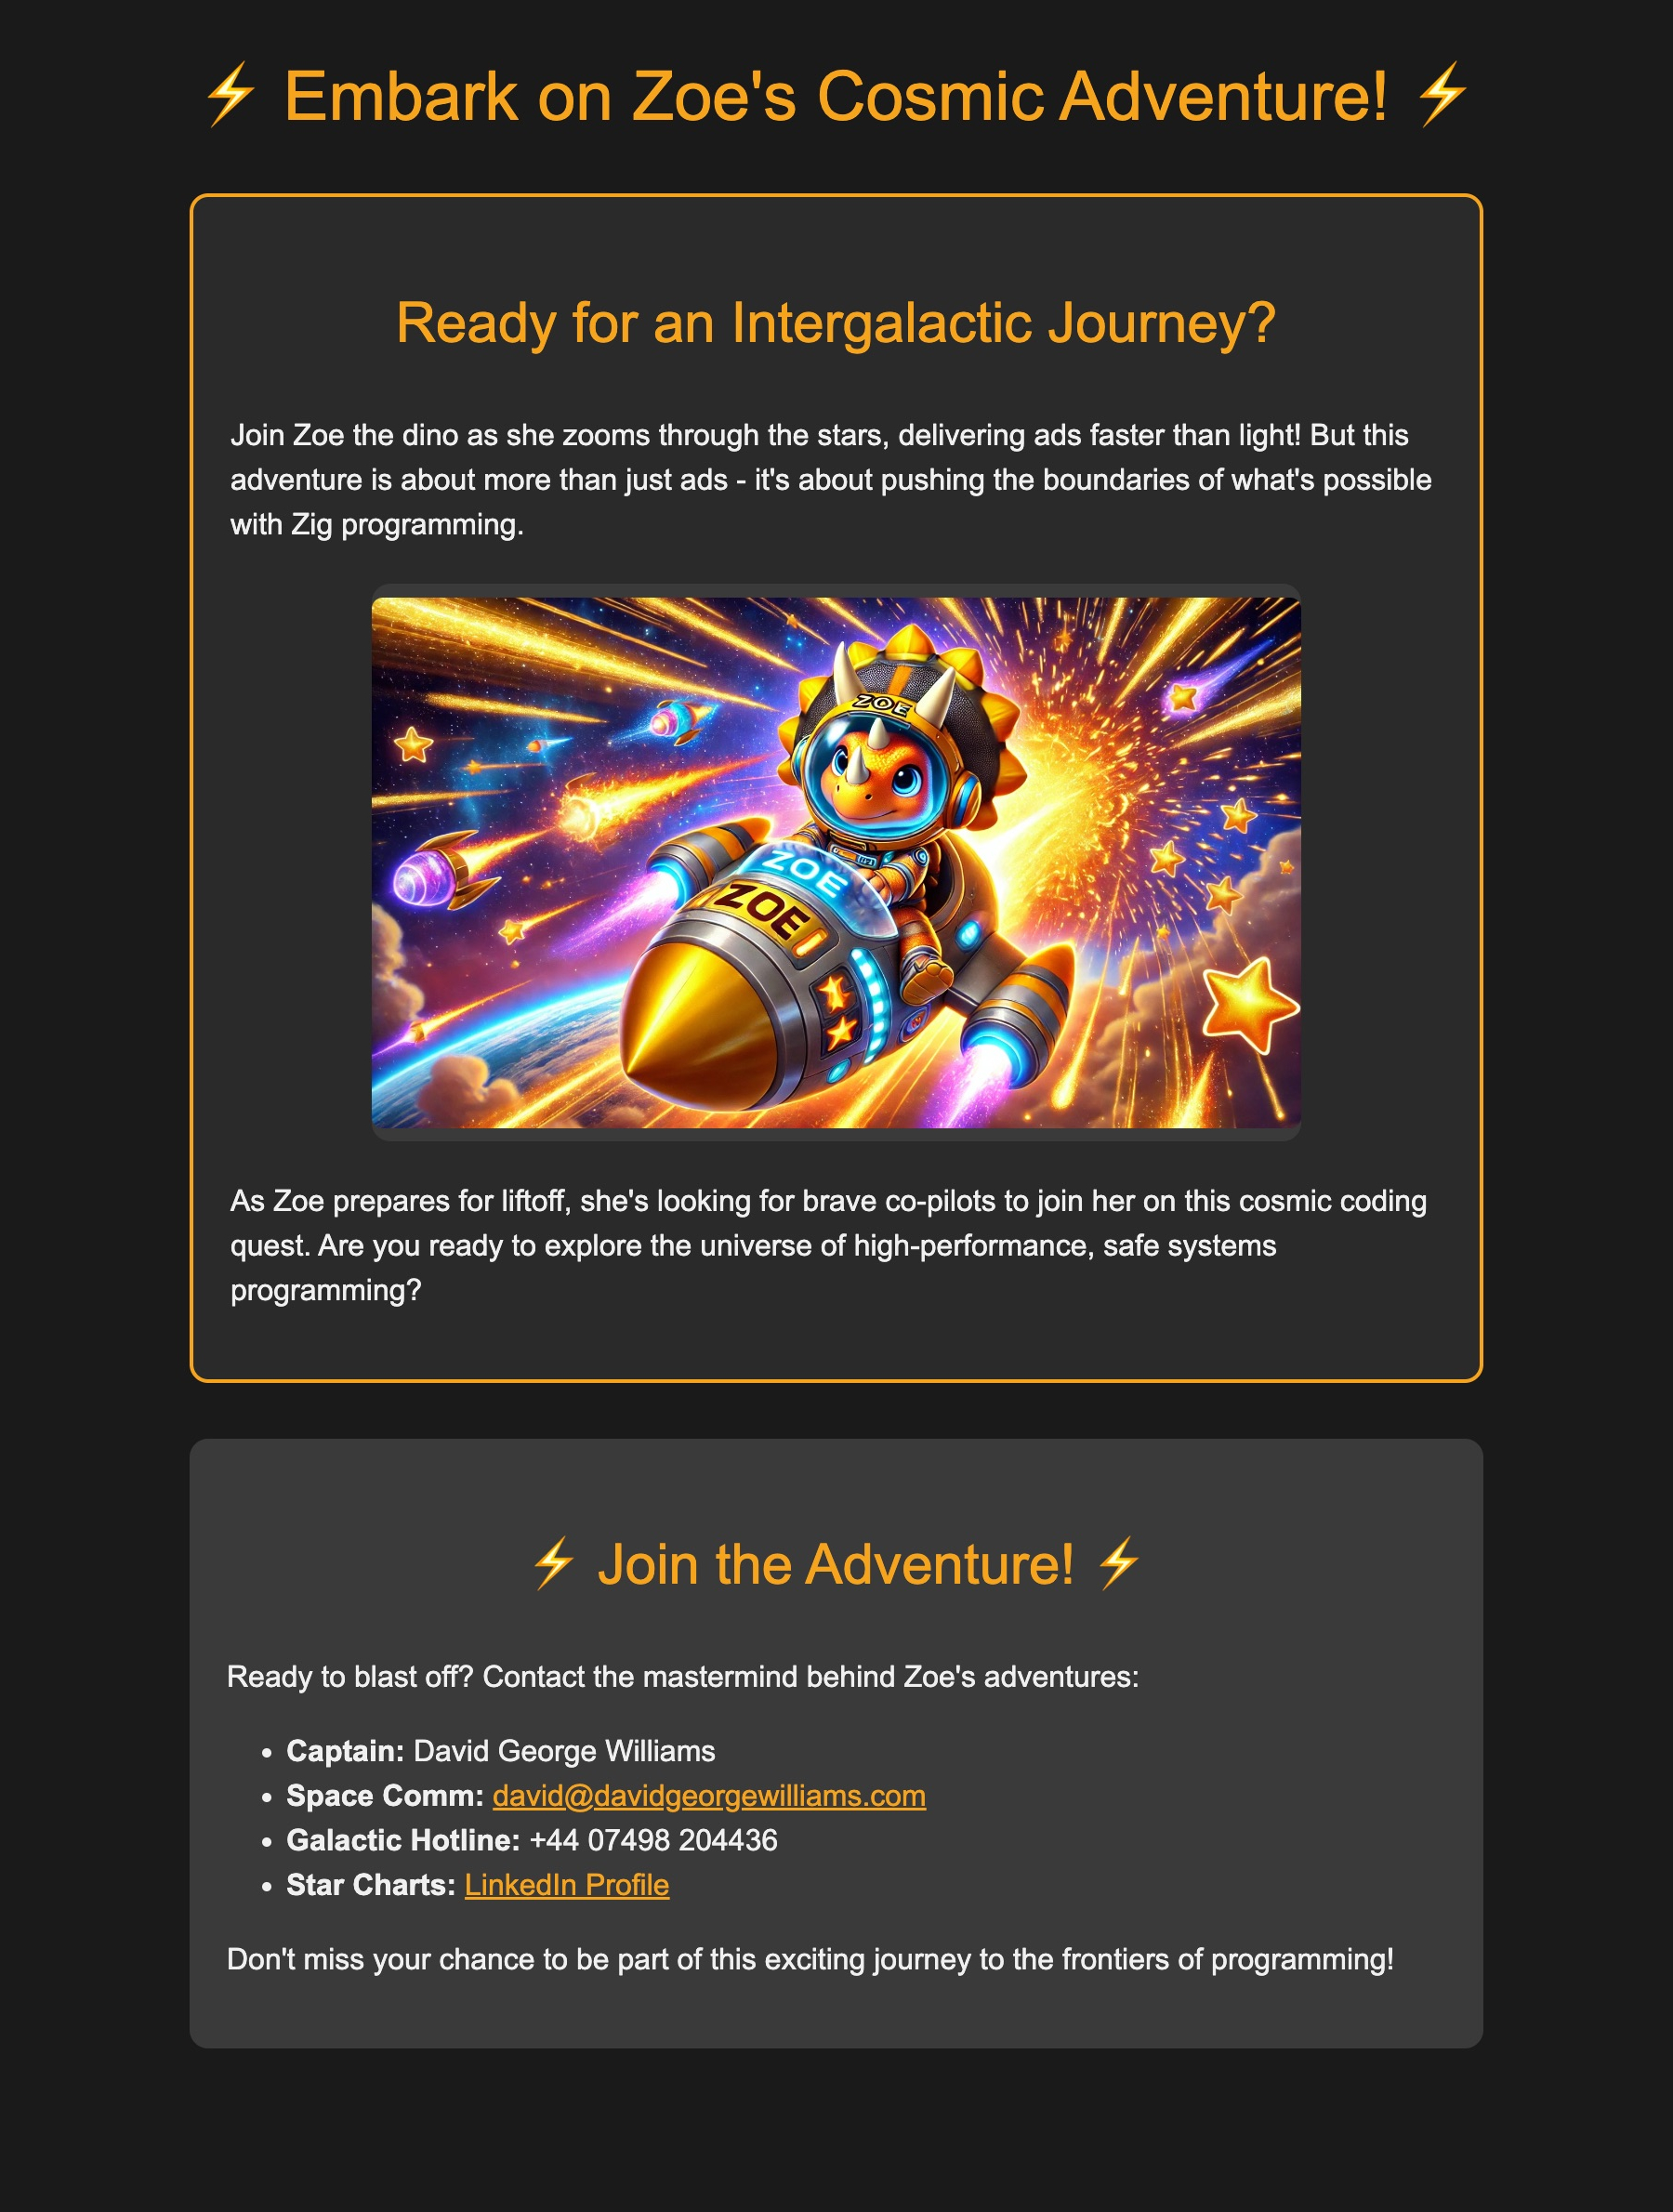 ⚡ Embark on Zoe's Cosmic Adventure! ⚡
Ready for an Intergalactic Journey?
Join Zoe the dino as she zooms through the stars, delivering ads faster than light! But this
adventure is about more than just ads - it's about pushing the boundaries of what's possible
with Zig programming.
ZOE
ZOE
ZOE
As Zoe prepares for liftoff, she's looking for brave co-pilots to join her on this cosmic coding
quest. Are you ready to explore the universe of high-performance, safe systems
programming?
⚡ Join the Adventure! ⚡
Ready to blast off? Contact the mastermind behind Zoe's adventures:
• Captain: David George Williams
• Space Comm: david@davidgeorgewilliams.com
• Galactic Hotline: +44 07498 204436
• Star Charts: LinkedIn Profile
Don't miss your chance to be part of this exciting journey to the frontiers of programming!